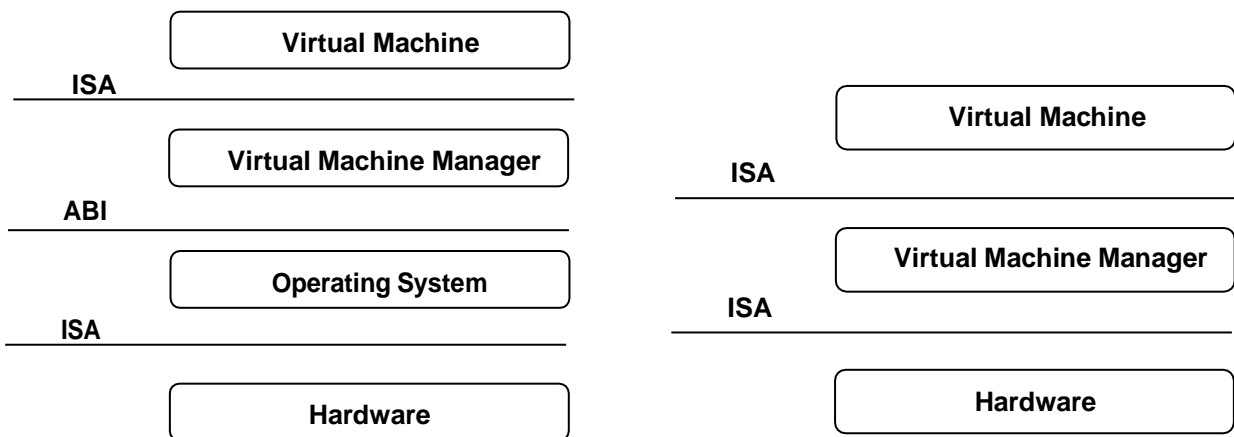 Virtual Machine
ISA
Virtual Machine Manager
ABI
Operating System
ISA
Hardware
Virtual Machine
ISA
Virtual Machine Manager
ISA
Hardware